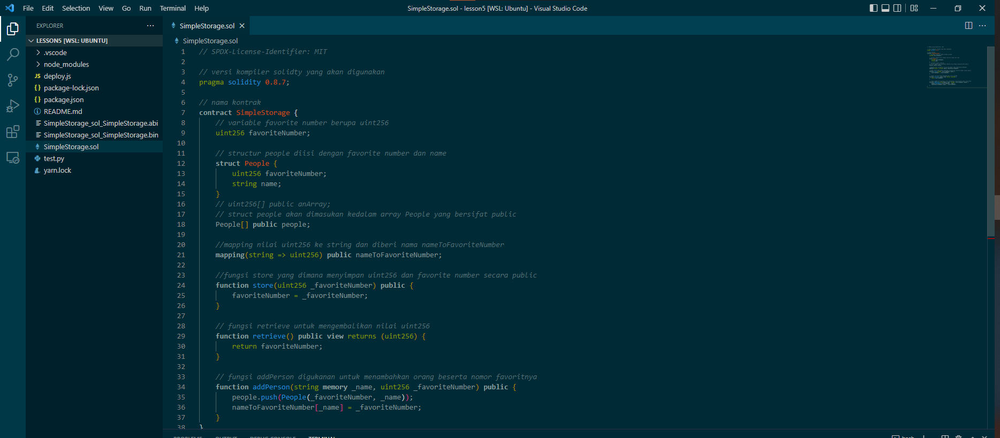 File Edit Selection View Go Run Terminal Help
SimpleStorage.sol - lesson5 [WSL: Ubuntu] - Visual Studio Code
EXPLORER
LESSON5 [WSL: UBUNTU]
.vscode
node_modules
JS deploy.js
{} package-lock.json
{} package.json
README.md
SimpleStorage_sol_SimpleStorage.abi
SimpleStorage_sol_SimpleStorage.bin
SimpleStorage.sol
test.py
yarn.lock
SimpleStorage.sol
SimpleStorage.sol
1 // SPDX-License-Identifier: MIT
2
3 // versi kompiler solidty yang akan digunakan
4 pragma solidity 0.8.7;
5
6 // nama kontrak
7 contract SimpleStorage {
8 // variable favorite number berupa uint256
9 uint256 favoriteNumber;
10
11 // structur people diisi dengan favorite number dan name
12 struct People {
13 uint256 favoriteNumber;
14 string name;
15 }
16 // uint256[] public anArray;
17 // struct people akan dimasukan kedalam array People yang bersifat public
18 People[] public people;
19
20 //mapping nilai uint256 ke string dan diberi nama nameToFavoriteNumber
21 mapping(string => uint256) public nameToFavoriteNumber;
22
23 //fungsi store yang dimana menyimpan uint256 dan favorite number secara public
24 function store(uint256 _favoriteNumber) public {
25 favoriteNumber = _favoriteNumber;
26 }
27
28 // fungsi retrieve untuk mengembalikan nilai uint256
29 function retrieve() public view returns (uint256) {
30 return favoriteNumber;
31 }
32
33 // fungsi addPerson digukanan untuk menambahkan orang beserta nomor favoritnya
34 function addPerson(string memory _name, uint256 _favoriteNumber) public {
35 people.push(People(_favoriteNumber, _name));
36 nameToFavoriteNumber[_name] = _favoriteNumber;
37 }
38 }
PROBLEMS OUTPUT DEBUG CONSOLE TERMINAL
bash